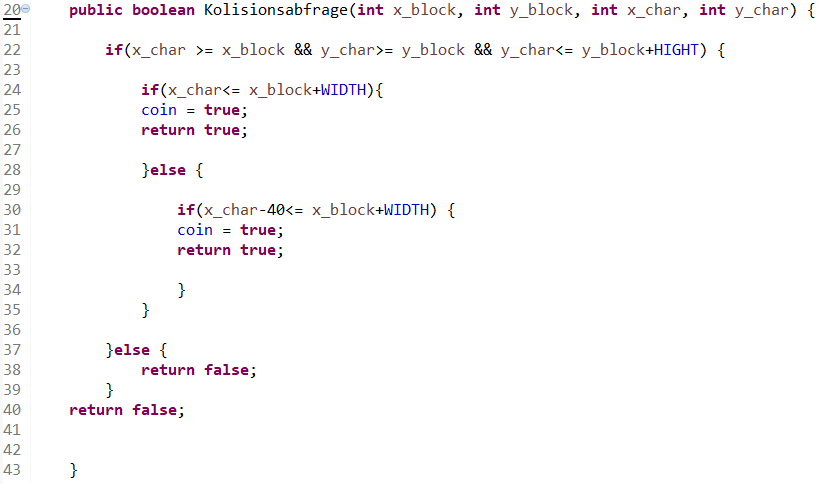 20 public boolean Kolisionsabfrage(int x_block, int y_block, int x_char, int y_char) {
21
22 if(x_char >= x_block && y_char>= y_block && y_char<= y_block+HIGHT) {
23
24 if(x_char<= x_block+WIDTH){
25 coin = true;
26 return true;
27
28 }else {
29
30 if(x_char-40<= x_block+WIDTH) {
31 coin = true;
32 return true;
33
34 }
35 }
36
37 }else {
38 return false;
39 }
40 return false;
41
42
43 }